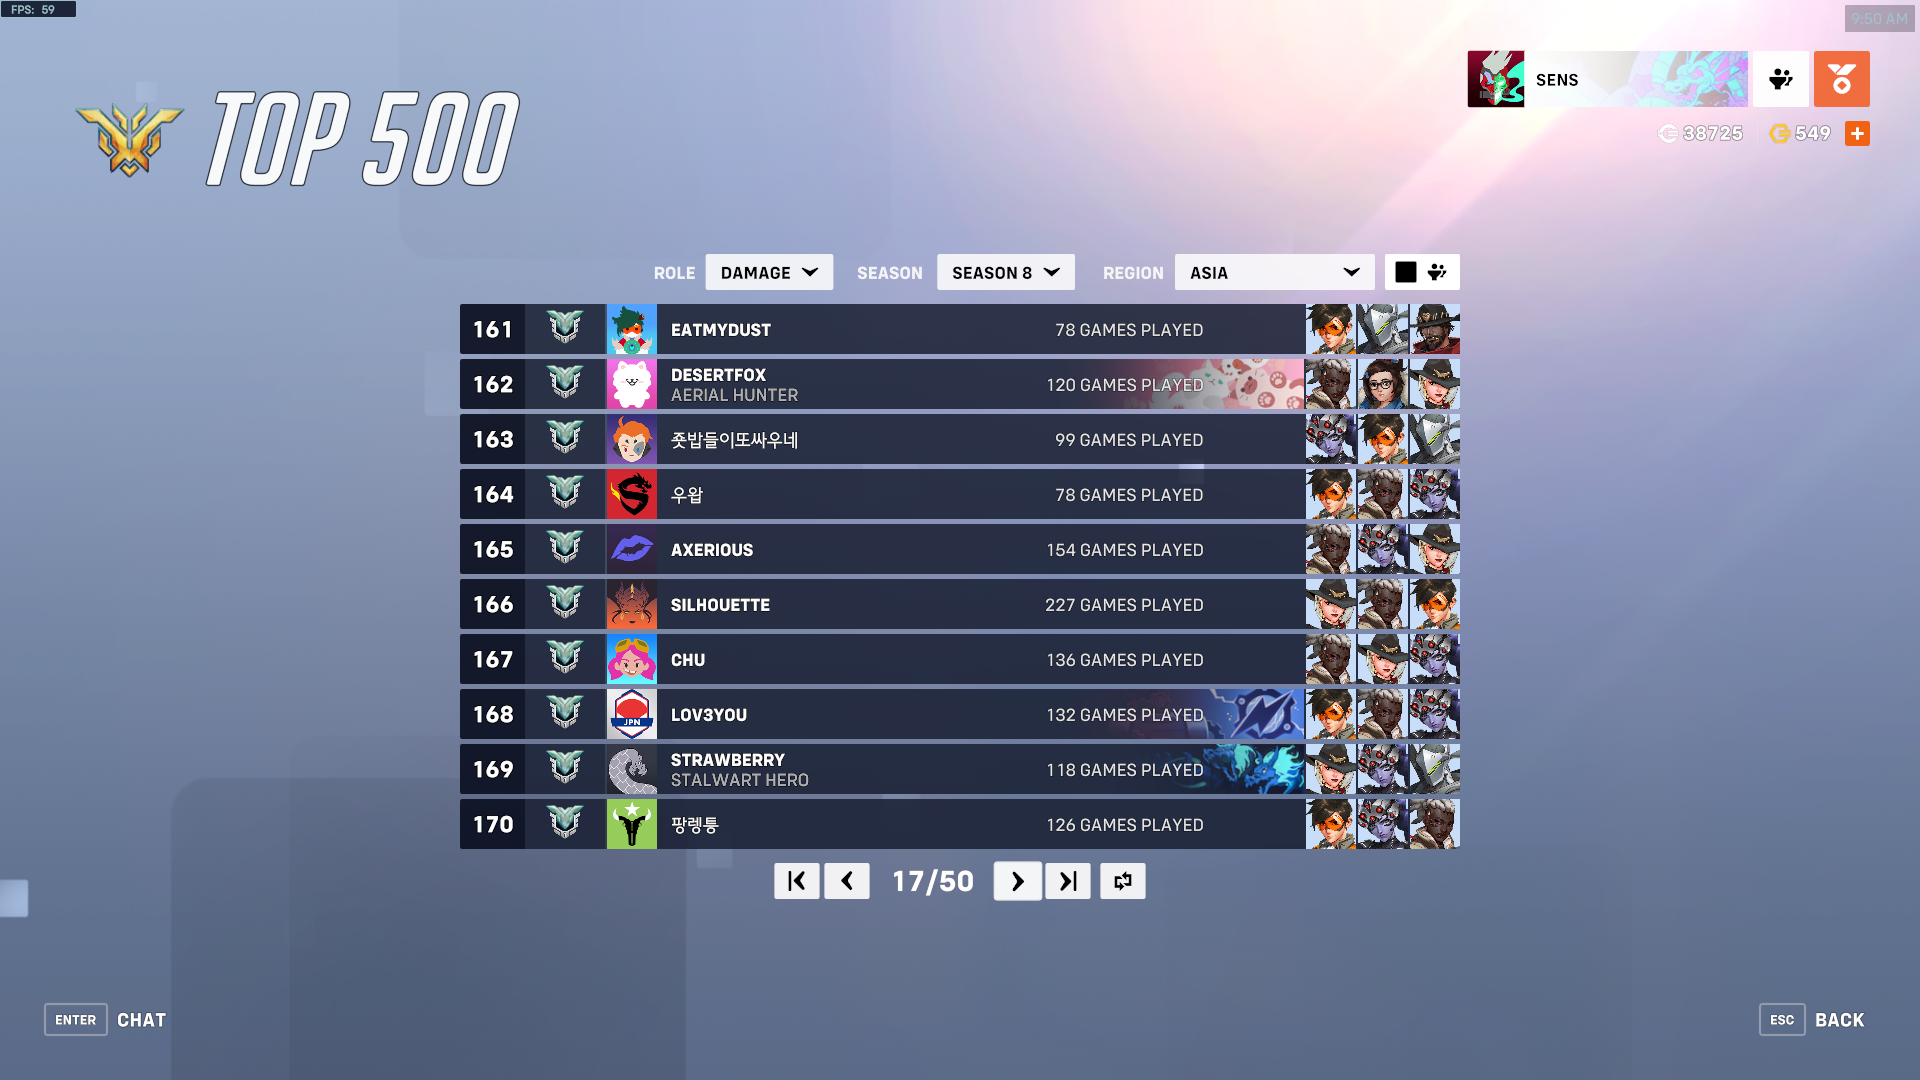 FPS: 59
9:50 AM
TOP 500
SENS
38725
549
ROLE DAMAGE SEASON SEASON 8 REGION ASIA
161 EATMYDUST 78 GAMES PLAYED
162 DESERTFOX 120 GAMES PLAYED
AERIAL HUNTER
163 좃밥들이또싸우네 99 GAMES PLAYED
164 우왑 78 GAMES PLAYED
165 AXERIOUS 154 GAMES PLAYED
166 SILHOUETTE 227 GAMES PLAYED
167 CHU 136 GAMES PLAYED
168 JPN LOV3YOU 132 GAMES PLAYED
169 STRAWBERRY 118 GAMES PLAYED
STALWART HERO
170 팡렝틍 126 GAMES PLAYED
17/50
ENTER CHAT
ESC BACK